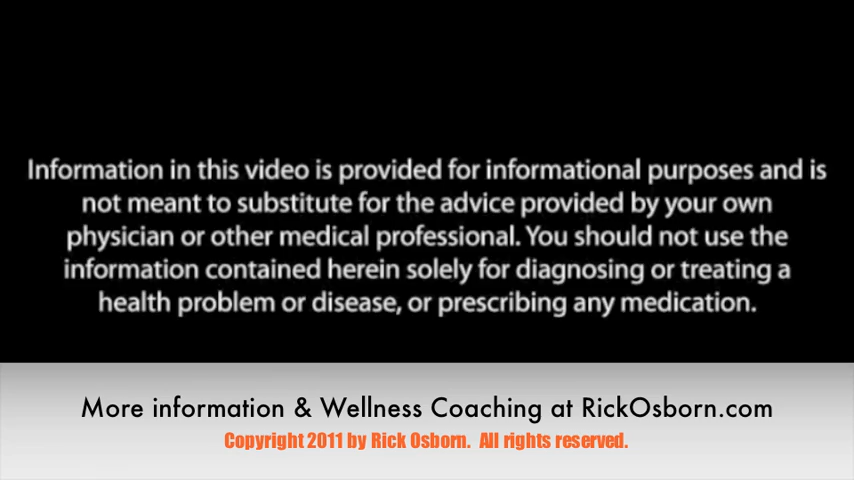 Information in this video is provided for informational purposes and is
not meant to substitute for the advice provided by your own
physician or other medical professional. You should not use the
information contained herein solely for diagnosing or treating a
health problem or disease, or prescribing any medication.
More information & Wellness Coaching at RickOsborn.com
Copyright 2011 by Rick Osborn.  All rights reserved.